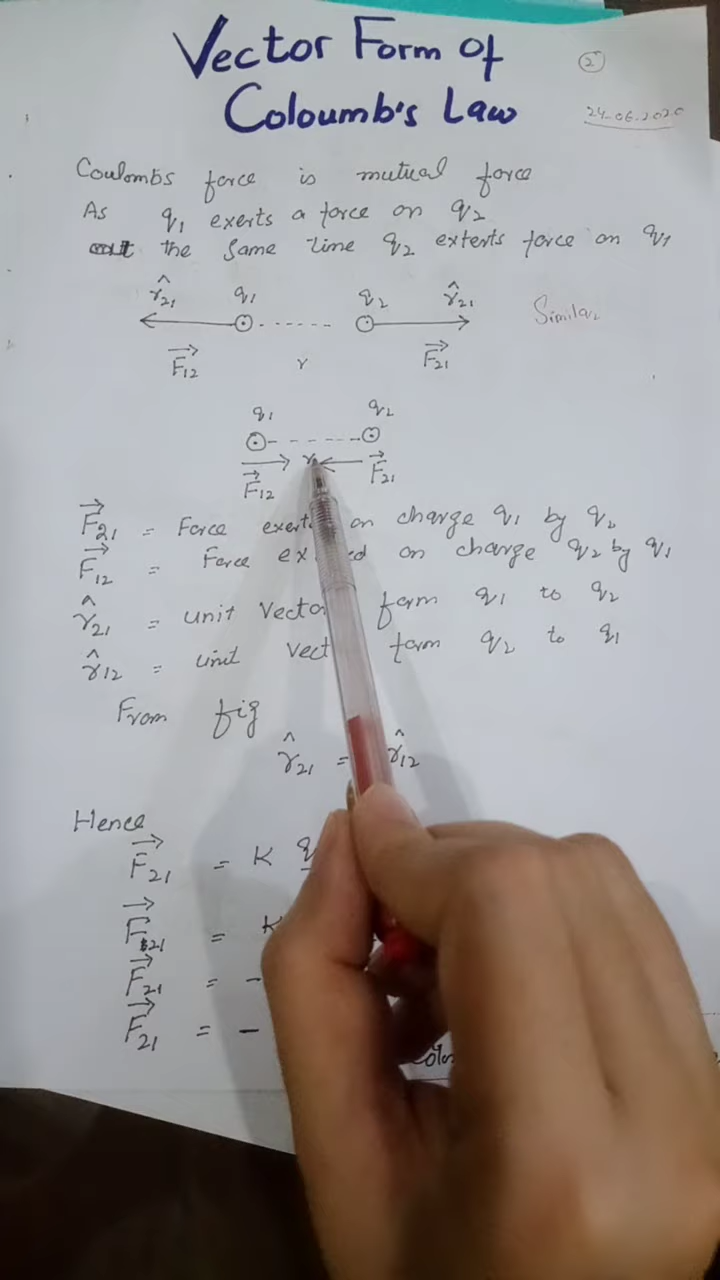 Vector Form of
Coloumb's Law
2
24-06-2020
Coulombs force is mutual force
As q₁ exerts a force on q₂
the same time q₂ exterts force on q₁
r̂₂₁ q₁ q₂ r̂₂₁
Similar
F⃗₁₂ r F⃗₂₁
q₁ q₂
r
F⃗₁₂ F⃗₂₁
F⃗₂₁ = Force on charge q₁ by q₂
F⃗₁₂ = Force on charge q₂ by q₁
r̂₂₁ = unit Vector form q₁ to q₂
r̂₁₂ = unit form q₂ to q₁
From fig
r̂₂₁ = r̂₁₂
Hence
F⃗₂₁ = K q
F⃗₂₁ = K
F⃗₂₁ = -
F⃗₂₁ = -